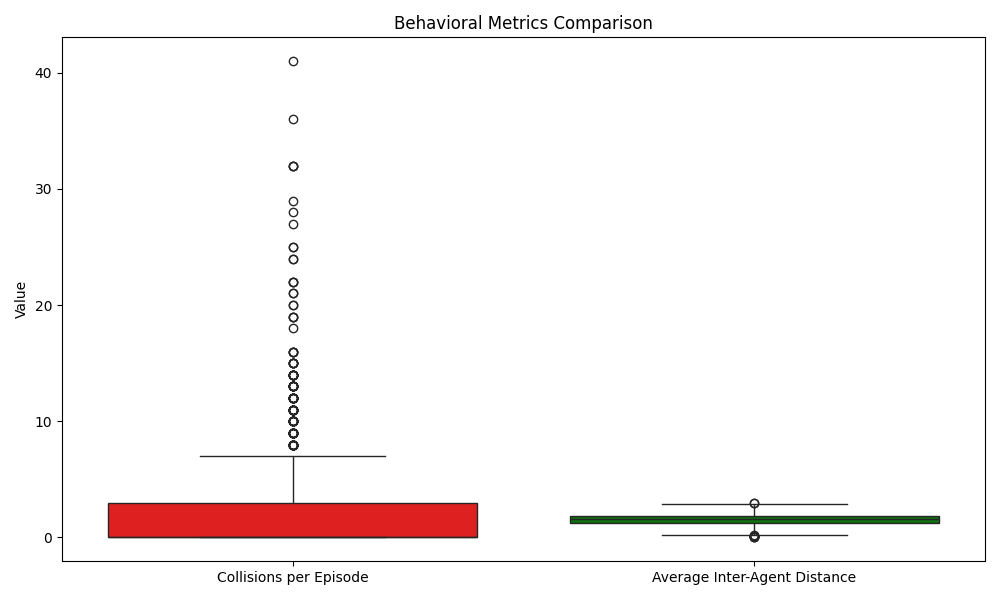 Behavioral Metrics Comparison
Value
40
30
20
10
0
Collisions per Episode
Average Inter-Agent Distance